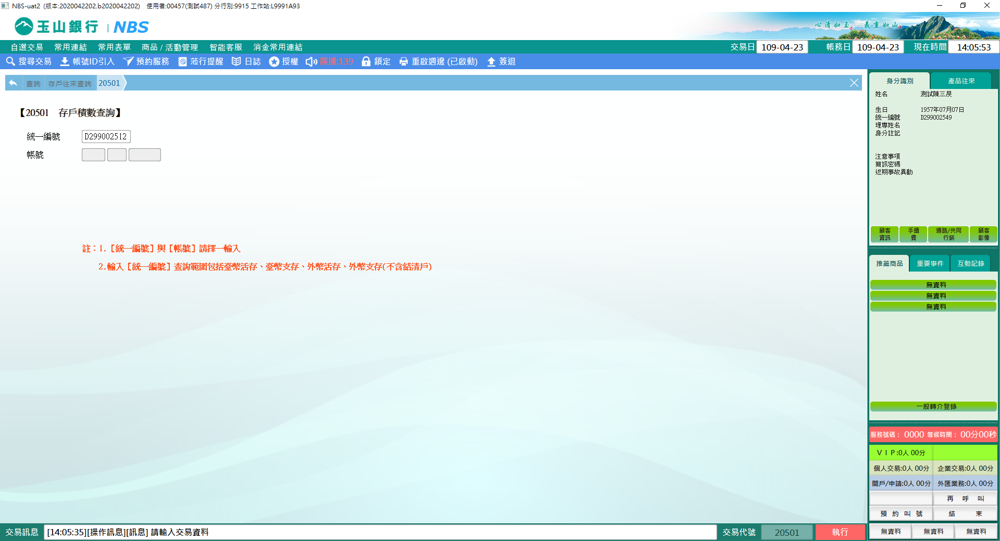 NBS-uat2 (版本:2020042202.b2020042202) 使用者:00457(測試487) 分行別:9915 工作站:L9991A93
玉山銀行 | NBS
心清如玉。義重如山。
自選交易 常用連結 常用表單 商品 / 活動管理 智能客服 消金常用連結 交易日 109-04-23 帳務日 109-04-23 現在時間 14:05:53
搜尋交易 帳號ID引入 預約服務 蒞行提醒 日誌 授權 廣播:139 鎖定 重啟週邊 (已啟動) 簽退
查詢 存戶往來查詢 20501
【20501 存戶積數查詢】
統一編號 D299002512
帳號
註：1.［統一編號］與［帳號］請擇一輸入
2.輸入［統一編號］查詢範圍包括臺幣活存、臺幣支存、外幣活存、外幣支存(不含結清戶)
身分識別 產品往來
姓名 測試陳三昃
生日 1957年07月07日
統一編號 D299002549
理專姓名
身分註記
注意事項
簡訊密碼
近期事故異動
顧客資訊 手續費 通路/共同行銷 顧客影像
推薦商品 重要事件 互動記錄
無資料
無資料
無資料
一般轉介登錄
服務號碼： 0000 等候時間： 00分00秒
ＶＩＰ:0人 00分
個人交易:0人 00分 企業交易:0人 00分
開戶/申請:0人 00分 外匯業務:0人 00分
再 呼 叫
預 約 叫 號 結 束
無資料 無資料 無資料
交易訊息 [14:05:35][操作訊息][訊息] 請輸入交易資料 交易代號 20501 執行